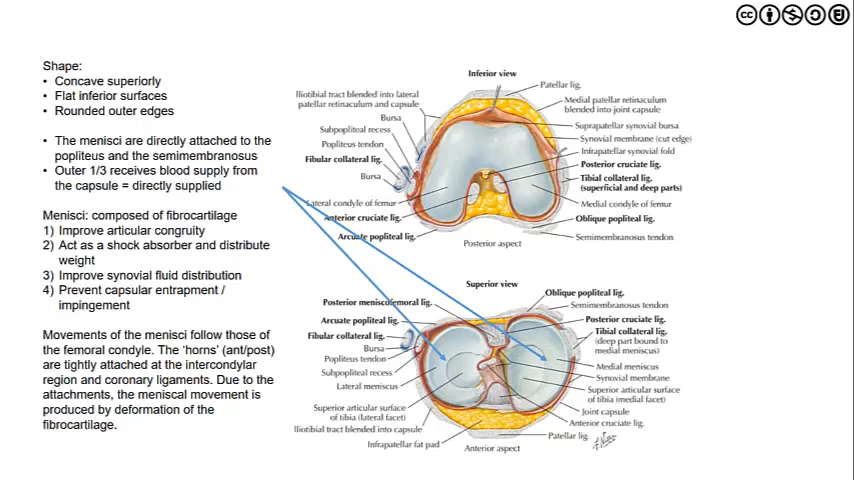 Shape:
• Concave superiorly
• Flat inferior surfaces
• Rounded outer edges
• The menisci are directly attached to the
popliteus and the semimembranosus
• Outer 1/3 receives blood supply from
the capsule = directly supplied
Menisci: composed of fibrocartilage
1) Improve articular congruity
2) Act as a shock absorber and distribute
weight
3) Improve synovial fluid distribution
4) Prevent capsular entrapment /
impingement
Movements of the menisci follow those of
the femoral condyle. The 'horns' (ant/post)
are tightly attached at the intercondylar
region and coronary ligaments. Due to the
attachments, the meniscal movement is
produced by deformation of the
fibrocartilage.
Inferior view
Iliotibial tract blended into lateral
patellar retinaculum and capsule
Bursa
Subpopliteal recess
Popliteus tendon
Fibular collateral lig.
Bursa
Lateral condyle of femur
Anterior cruciate lig.
Arcuate popliteal lig.
Patellar lig.
Medial patellar retinaculum
blended into joint capsule
Suprapatellar synovial bursa
Synovial membrane (cut edge)
Infrapatellar synovial fold
Posterior cruciate lig.
Tibial collateral lig.
(superficial and deep parts)
Medial condyle of femur
Oblique popliteal lig.
Semimembranosus tendon
Posterior aspect
Superior view
Posterior meniscofemoral lig.
Arcuate popliteal lig.
Fibular collateral lig.
Bursa
Popliteus tendon
Subpopliteal recess
Lateral meniscus
Superior articular surface
of tibia (lateral facet)
Iliotibial tract blended into capsule
Infrapatellar fat pad
Oblique popliteal lig.
Semimembranosus tendon
Posterior cruciate lig.
Tibial collateral lig.
(deep part bound to
medial meniscus)
Medial meniscus
Synovial membrane
Superior articular surface
of tibia (medial facet)
Joint capsule
Anterior cruciate lig.
Patellar lig.
Anterior aspect